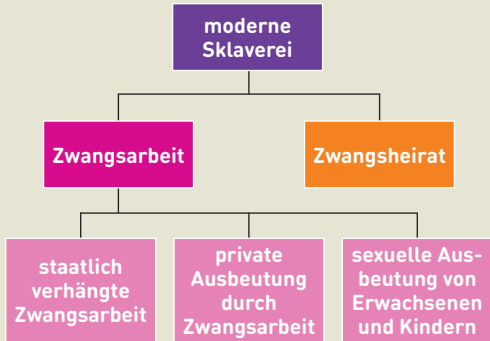 moderne
Sklaverei
Zwangsarbeit
Zwangsheirat
staatlich
verhängte
Zwangsarbeit
private
Ausbeutung
durch
Zwangsarbeit
sexuelle Aus-
beutung von
Erwachsenen
und Kindern